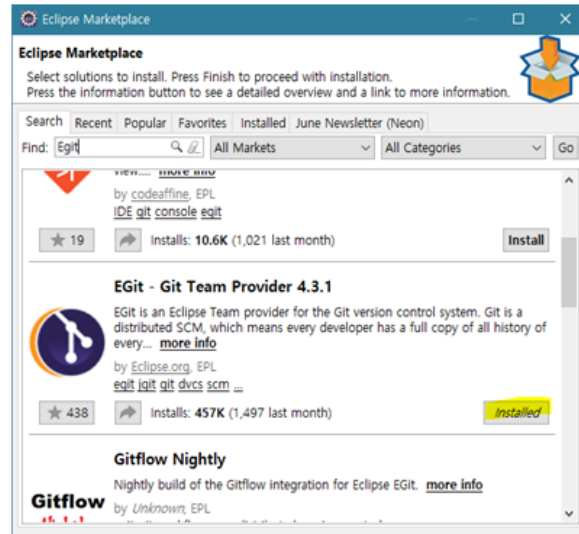 Eclipse Marketplace
Eclipse Marketplace
Select solutions to install. Press Finish to proceed with installation.
Press the information button to see a detailed overview and a link to more information.
Search Recent Popular Favorites Installed June Newsletter (Neon)
Find: Egit All Markets All Categories Go
view.... more info
by codeaffine, EPL
IDE git console egit
19 Installs: 10.6K (1,021 last month) Install
EGit - Git Team Provider 4.3.1
EGit is an Eclipse Team provider for the Git version control system. Git is a
distributed SCM, which means every developer has a full copy of all history of
every... more info
by Eclipse.org, EPL
egit jgit git dvcs scm ...
438 Installs: 457K (1,497 last month) Installed
Gitflow Nightly
Nightly build of the Gitflow integration for Eclipse EGit. more info
Gitflow by Unknown, EPL